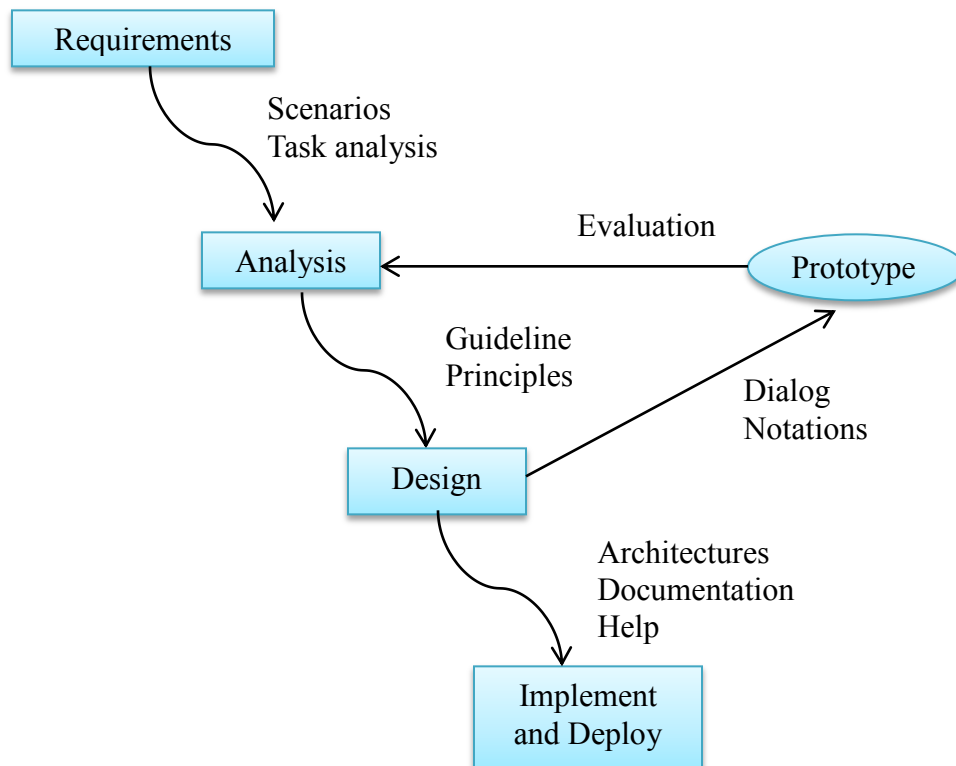 Requirements
Scenarios
Task analysis
Evaluation
Analysis
Prototype
Guideline
Principles
Dialog
Notations
Design
Architectures
Documentation
Help
Implement
and Deploy